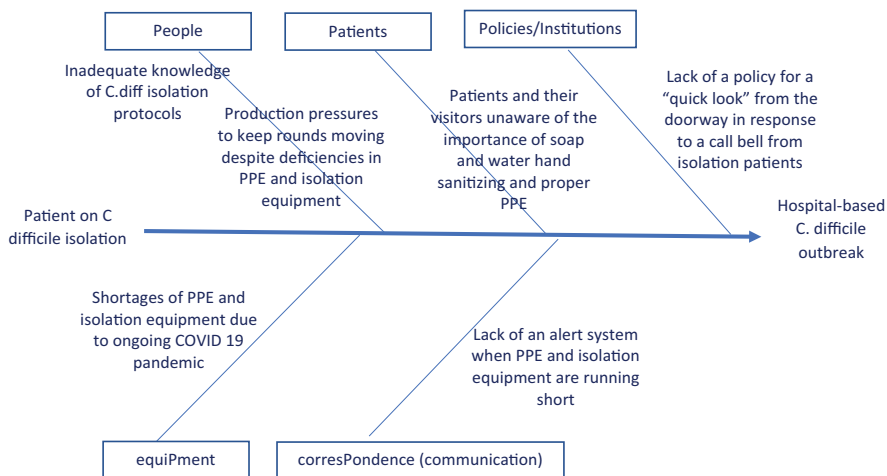 People
Patients
Policies/Institutions
Inadequate knowledge
of C.diff isolation
protocols
Production pressures
to keep rounds moving
despite deficiencies in
PPE and isolation
equipment
Patients and their
visitors unaware of the
importance of soap
and water hand
sanitizing and proper
PPE
Lack of a policy for a
“quick look” from the
doorway in response
to a call bell from
isolation patients
Patient on C
difficile isolation
Hospital-based
C. difficile
outbreak
Shortages of PPE and
isolation equipment due
to ongoing COVID 19
pandemic
Lack of an alert system
when PPE and isolation
equipment are running
short
equiPment
corresPondence (communication)